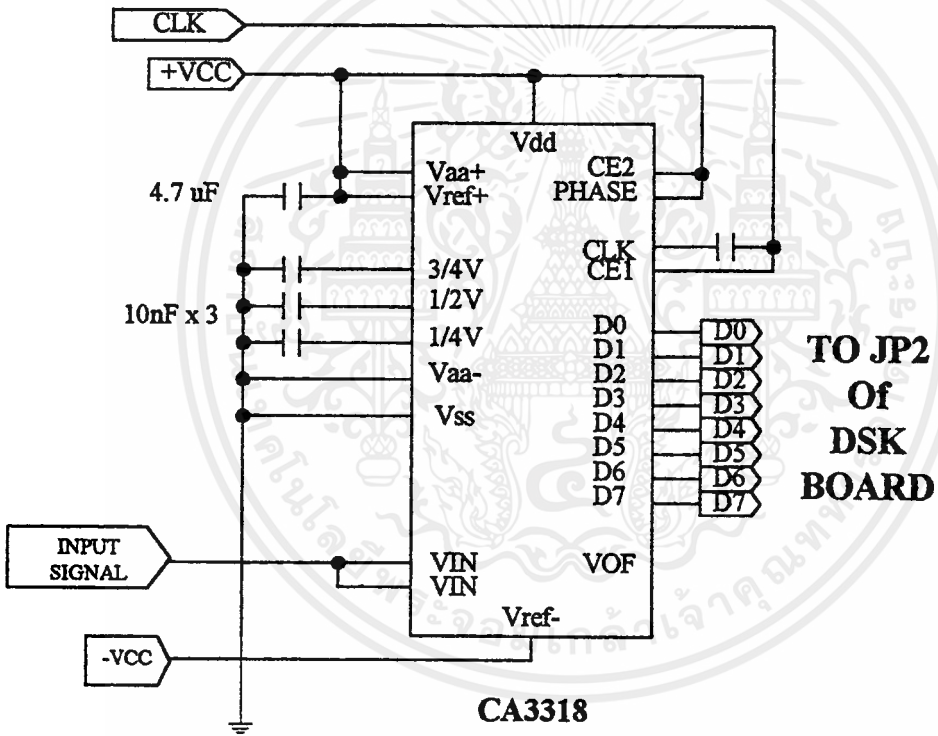 CLK
+VCC
Vdd
Vaa+
CE2
4.7 uF
Vref+
PHASE
CLK
3/4V
CE1
1/2V
10nF x 3
1/4V
D0 D0
D1 D1
Vaa-
D2 D2
D3 D3
Vss
D4 D4
D5 D5
D6 D6
D7 D7
TO JP2
Of
DSK
BOARD
INPUT
SIGNAL
VIN
VOF
VIN
Vref-
-VCC
CA3318